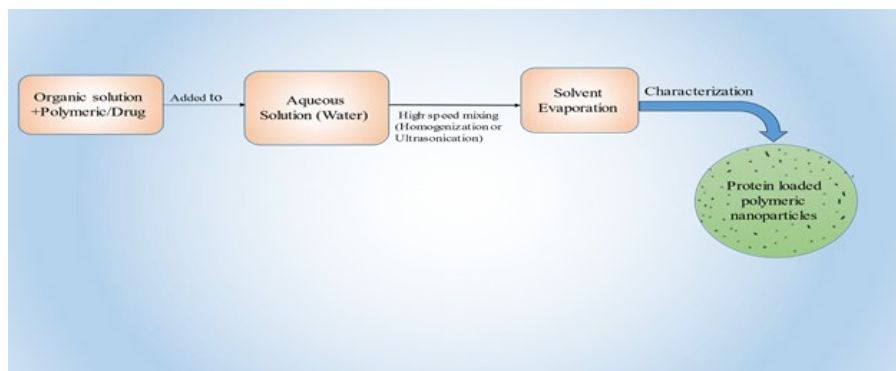 Organic solution
+Polymeric/Drug
Added to
Aqueous
Solution (Water)
High speed mixing
(Homogenization or
Ultrasonication)
Solvent
Evaporation
Characterization
Protein loaded
polymeric
nanoparticles